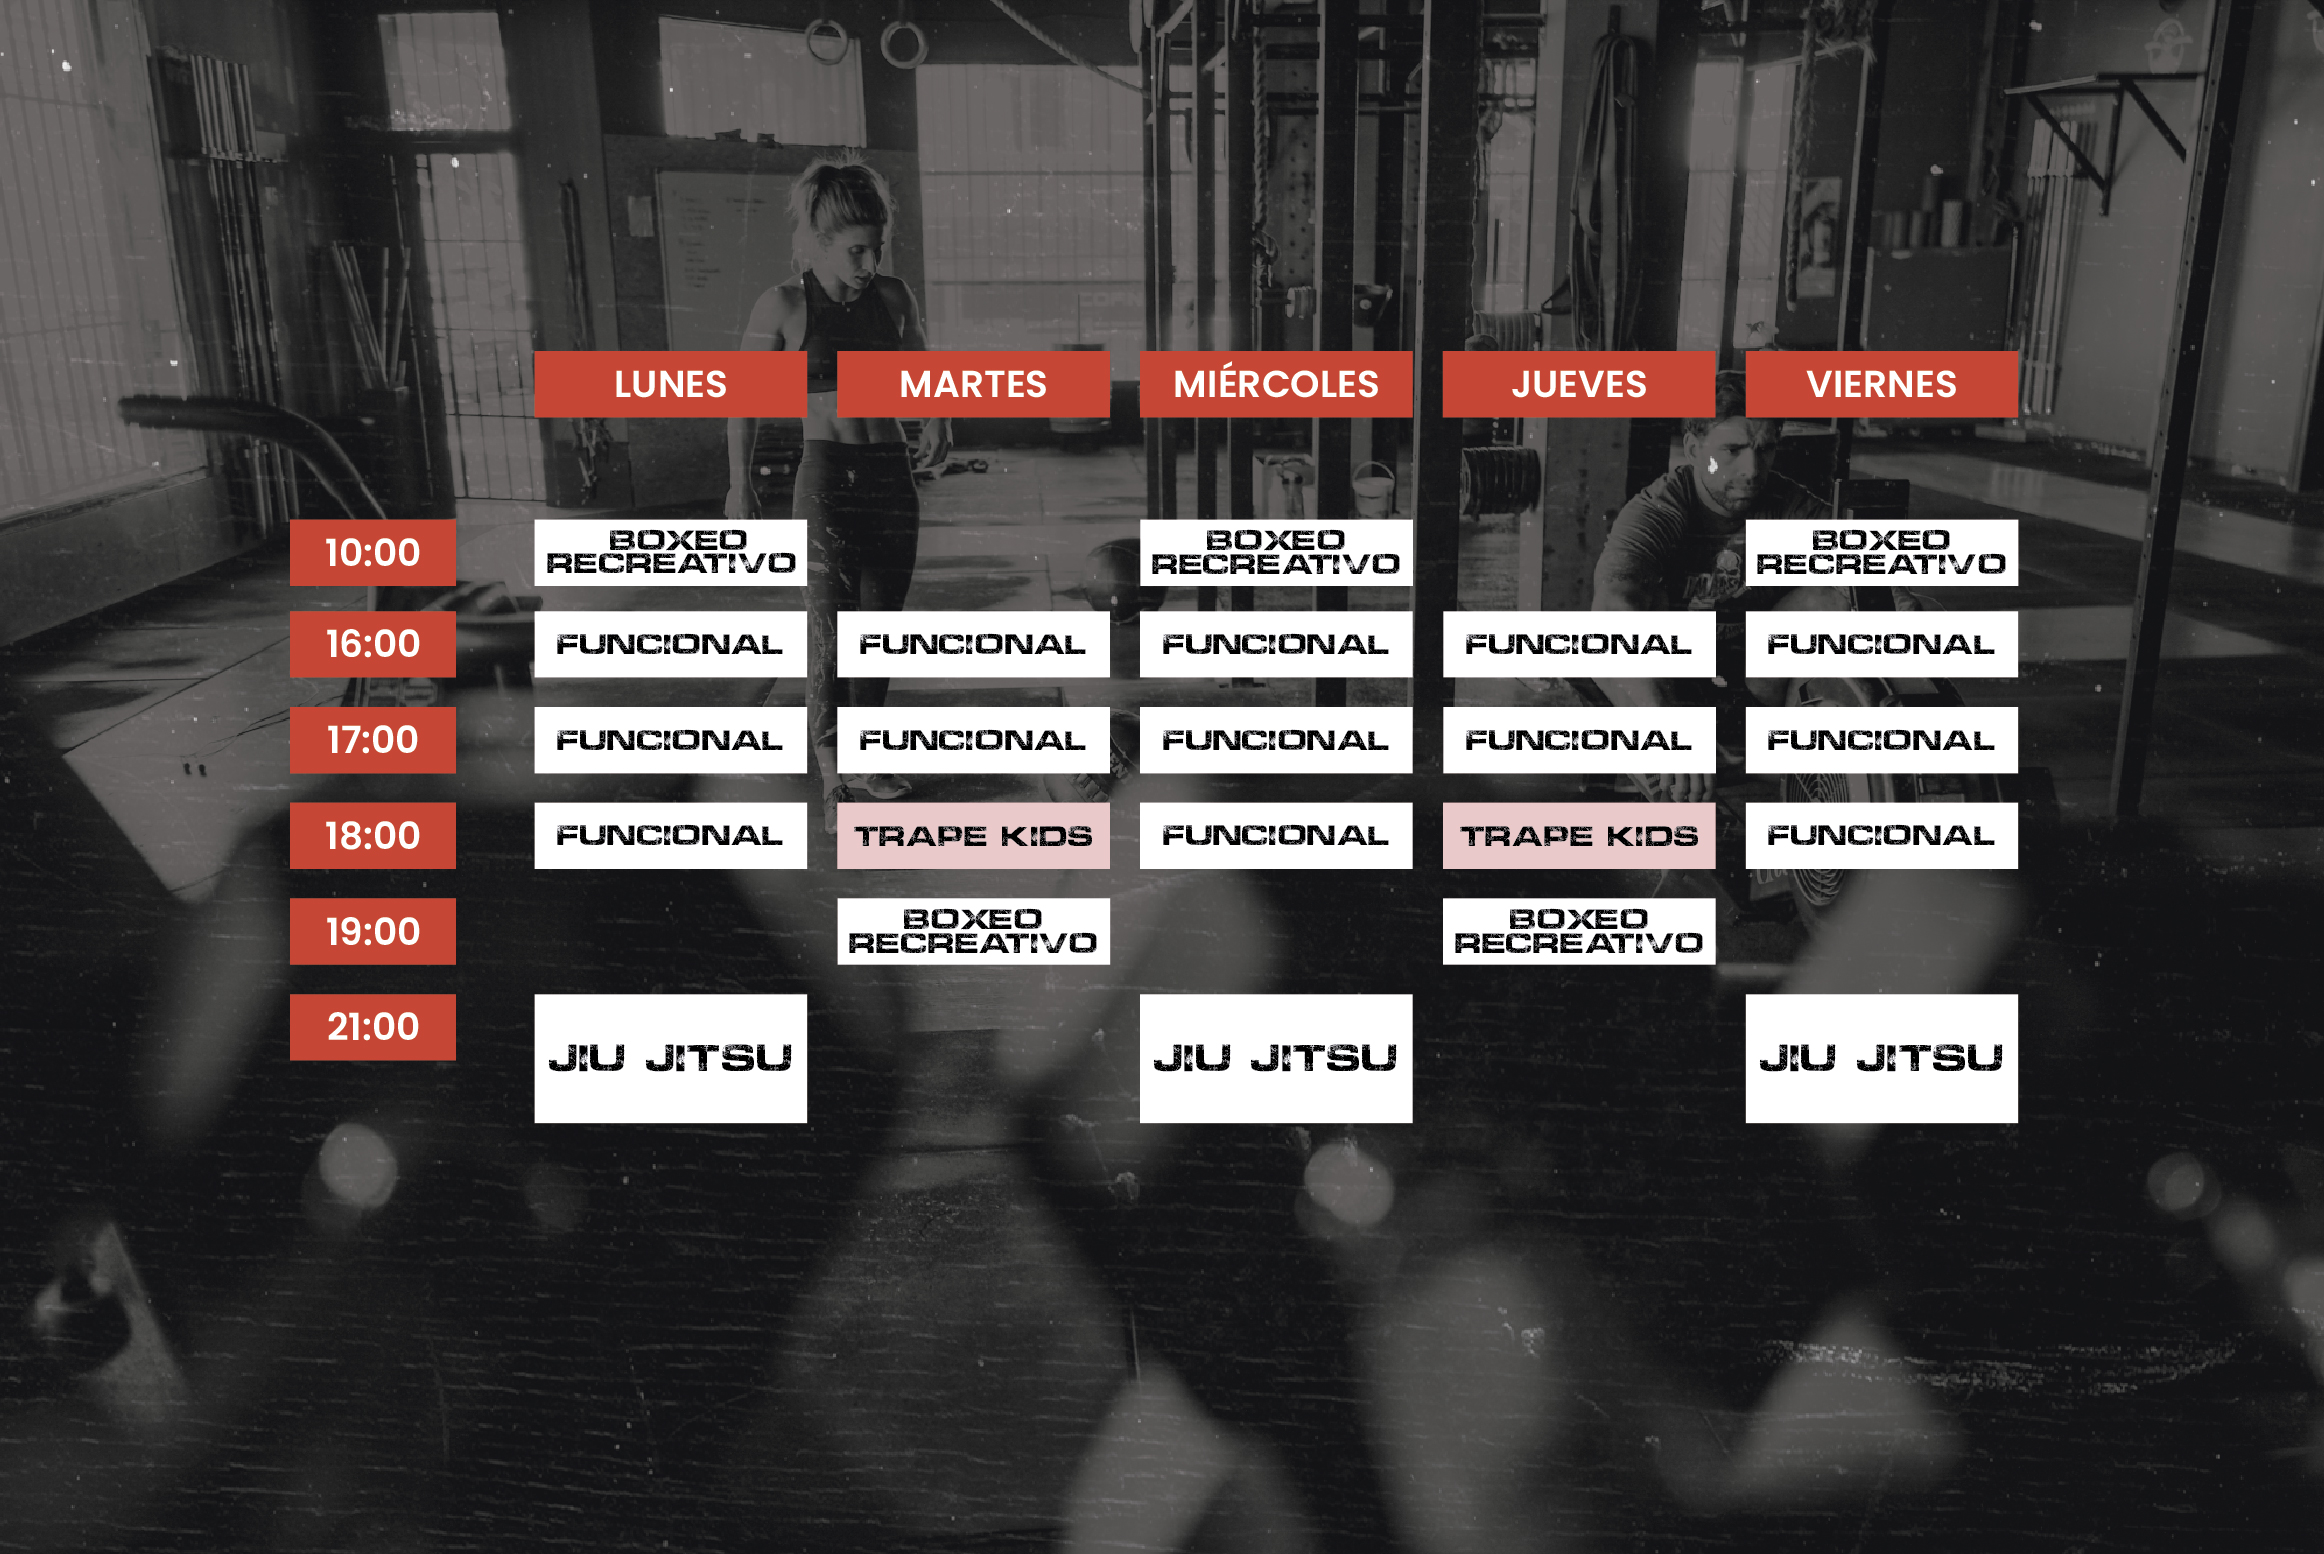 LUNES MARTES MIÉRCOLES JUEVES VIERNES
10:00 BOXEO RECREATIVO BOXEO RECREATIVO BOXEO RECREATIVO
16:00 FUNCIONAL FUNCIONAL FUNCIONAL FUNCIONAL FUNCIONAL
17:00 FUNCIONAL FUNCIONAL FUNCIONAL FUNCIONAL FUNCIONAL
18:00 FUNCIONAL TRAPE KIDS FUNCIONAL TRAPE KIDS FUNCIONAL
19:00 BOXEO RECREATIVO BOXEO RECREATIVO
21:00 JIU JITSU JIU JITSU JIU JITSU